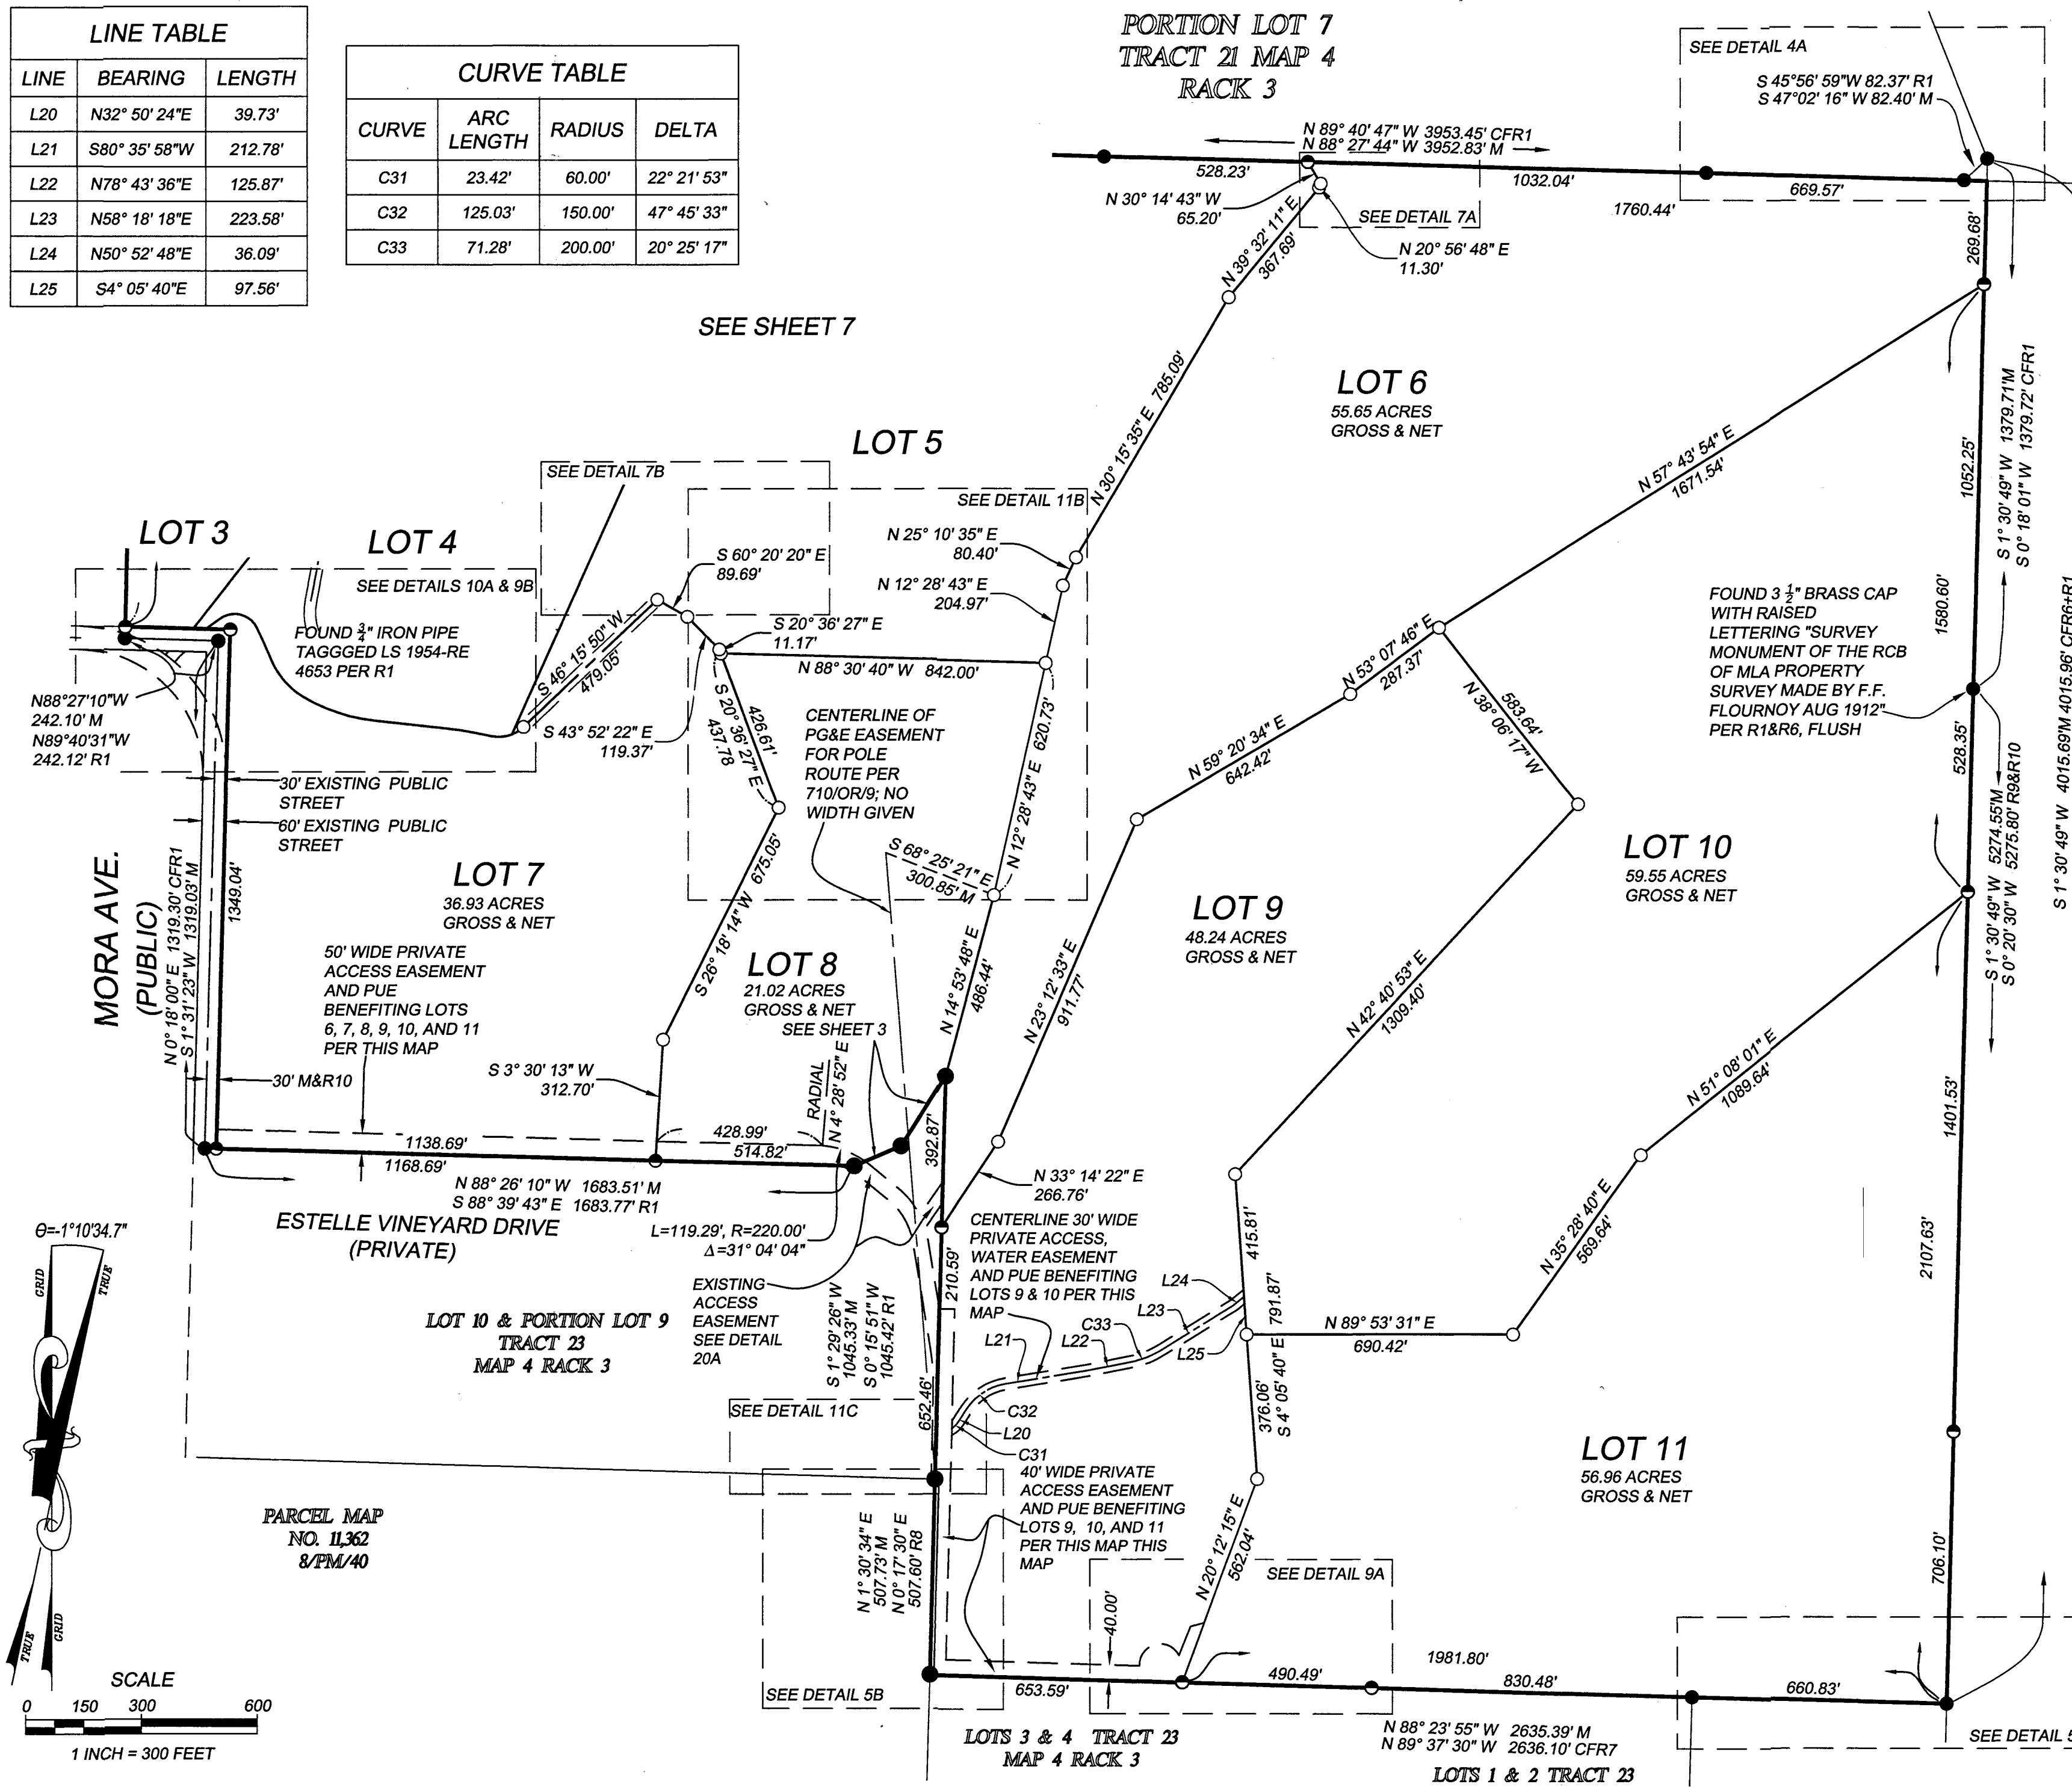 LINE TABLE
LINE BEARING LENGTH
L20 N32° 50' 24"E 39.73'
L21 S80° 35' 58"W 212.78'
L22 N78° 43' 36"E 125.87'
L23 N58° 18' 18"E 223.58'
L24 N50° 52' 48"E 36.09'
L25 S4° 05' 40"E 97.56'
CURVE TABLE
CURVE ARC LENGTH RADIUS DELTA
C31 23.42' 60.00' 22° 21' 53"
C32 125.03' 150.00' 47° 45' 33"
C33 71.28' 200.00' 20° 25' 17"
PORTION LOT 7
TRACT 21 MAP 4
RACK 3
SEE DETAIL 4A
S 45°56' 59"W 82.37' R1
S 47°02' 16" W 82.40' M
N 89° 40' 47" W 3953.45' CFR1
N 88° 27' 44" W 3952.83' M
528.23'
1032.04'
669.57'
1760.44'
N 30° 14' 43" W
65.20'
SEE DETAIL 7A
N 20° 56' 48" E
11.30'
N 39° 32' 11" E
367.69'
269.68'
SEE SHEET 7
N 30° 15' 35" E 785.09'
LOT 6
55.65 ACRES
GROSS & NET
N 57° 43' 54" E
1671.54'
1052.25'
S 1° 30' 49" W 1379.71'M
S 0° 18' 01" W 1379.72' CFR1
1580.60'
LOT 5
SEE DETAIL 7B
SEE DETAIL 11B
N 25° 10' 35" E
80.40'
N 12° 28' 43" E
204.97'
S 60° 20' 20" E
89.69'
S 20° 36' 27" E
11.17'
N 88° 30' 40" W 842.00'
LOT 3
LOT 4
SEE DETAILS 10A & 9B
FOUND 3/4" IRON PIPE
TAGGGED LS 1954-RE
4653 PER R1
S 46° 15' 50" W
479.05'
S 43° 52' 22" E
119.37'
426.61'
S 20° 36' 27" E
437.78
N88°27'10"W
242.10' M
N89°40'31"W
242.12' R1
30' EXISTING PUBLIC
STREET
60' EXISTING PUBLIC
STREET
CENTERLINE OF
PG&E EASEMENT
FOR POLE
ROUTE PER
710/OR/9; NO
WIDTH GIVEN
N 12° 28' 43" E 620.73'
S 68° 25' 21" E
300.85' M
N 53° 07' 46" E
287.37'
N 59° 20' 34" E
642.42'
583.64'
N 38° 06' 17" W
FOUND 3 1/2" BRASS CAP
WITH RAISED
LETTERING "SURVEY
MONUMENT OF THE RCB
OF MLA PROPERTY
SURVEY MADE BY F.F.
FLOURNOY AUG 1912"
PER R1&R6, FLUSH
528.35'
S 1° 30' 49" W 5274.55'M
S 0° 20' 30" W 5275.80' R9&R10
S 1° 30' 49" W 4015.69'M 4015.96' CFR6+R1
MORA AVE.
(PUBLIC)
N 0° 18' 00" E 1319.30' CFR1
S 1° 31' 23" W 1319.03' M
1349.04'
LOT 7
36.93 ACRES
GROSS & NET
S 26° 18' 14" W 675.05'
50' WIDE PRIVATE
ACCESS EASEMENT
AND PUE
BENEFITING LOTS
6, 7, 8, 9, 10, AND 11
PER THIS MAP
LOT 8
21.02 ACRES
GROSS & NET
SEE SHEET 3
N 14° 53' 48" E
486.44'
N 23° 12' 33" E
911.77'
LOT 9
48.24 ACRES
GROSS & NET
LOT 10
59.55 ACRES
GROSS & NET
N 42° 40' 53" E
1309.40'
N 51° 08' 01" E
1089.64'
1401.53'
30' M&R10
S 3° 30' 13" W
312.70'
RADIAL
N 4° 28' 52" E
1138.69'
1168.69'
428.99'
514.82'
392.87'
N 88° 26' 10" W 1683.51' M
S 88° 39' 43" E 1683.77' R1
ESTELLE VINEYARD DRIVE
(PRIVATE)
L=119.29', R=220.00'
Δ=31° 04' 04"
N 33° 14' 22" E
266.76'
CENTERLINE 30' WIDE
PRIVATE ACCESS,
WATER EASEMENT
AND PUE BENEFITING
LOTS 9 & 10 PER THIS
MAP
210.59'
415.81'
791.87'
N 35° 28' 40" E
569.64'
2107.63'
θ=-1°10'34.7"
GRID
TRUE
EXISTING
ACCESS
EASEMENT
SEE DETAIL
20A
S 1° 29' 26" W
1045.33' M
S 0° 15' 51" W
1045.42' R1
LOT 10 & PORTION LOT 9
TRACT 23
MAP 4 RACK 3
L24
L23
C33
L22
L21
L25
N 89° 53' 31" E
690.42'
376.06'
S 4° 05' 40" E
652.46'
SEE DETAIL 11C
C32
L20
C31
40' WIDE PRIVATE
ACCESS EASEMENT
AND PUE BENEFITING
LOTS 9, 10, AND 11
PER THIS MAP THIS
MAP
LOT 11
56.96 ACRES
GROSS & NET
PARCEL MAP
NO. 11,362
8/PM/40
N 1° 30' 34" E
507.73' M
N 0° 17' 30" E
507.60' R8
N 20° 12' 15" E
562.04'
SEE DETAIL 9A
40.00'
706.10'
TRUE
GRID
SEE DETAIL 5B
653.59'
490.49'
1981.80'
830.48'
660.83'
SCALE
0 150 300 600
1 INCH = 300 FEET
LOTS 3 & 4 TRACT 23
MAP 4 RACK 3
N 88° 23' 55" W 2635.39' M
N 89° 37' 30" W 2636.10' CFR7
SEE DETAIL 5
LOTS 1 & 2 TRACT 23